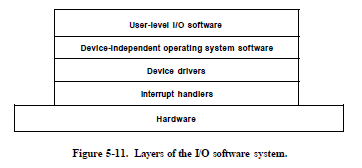 User-level I/O software
Device-independent operating system software
Device drivers
Interrupt handlers
Hardware
Figure 5-11. Layers of the I/O software system.